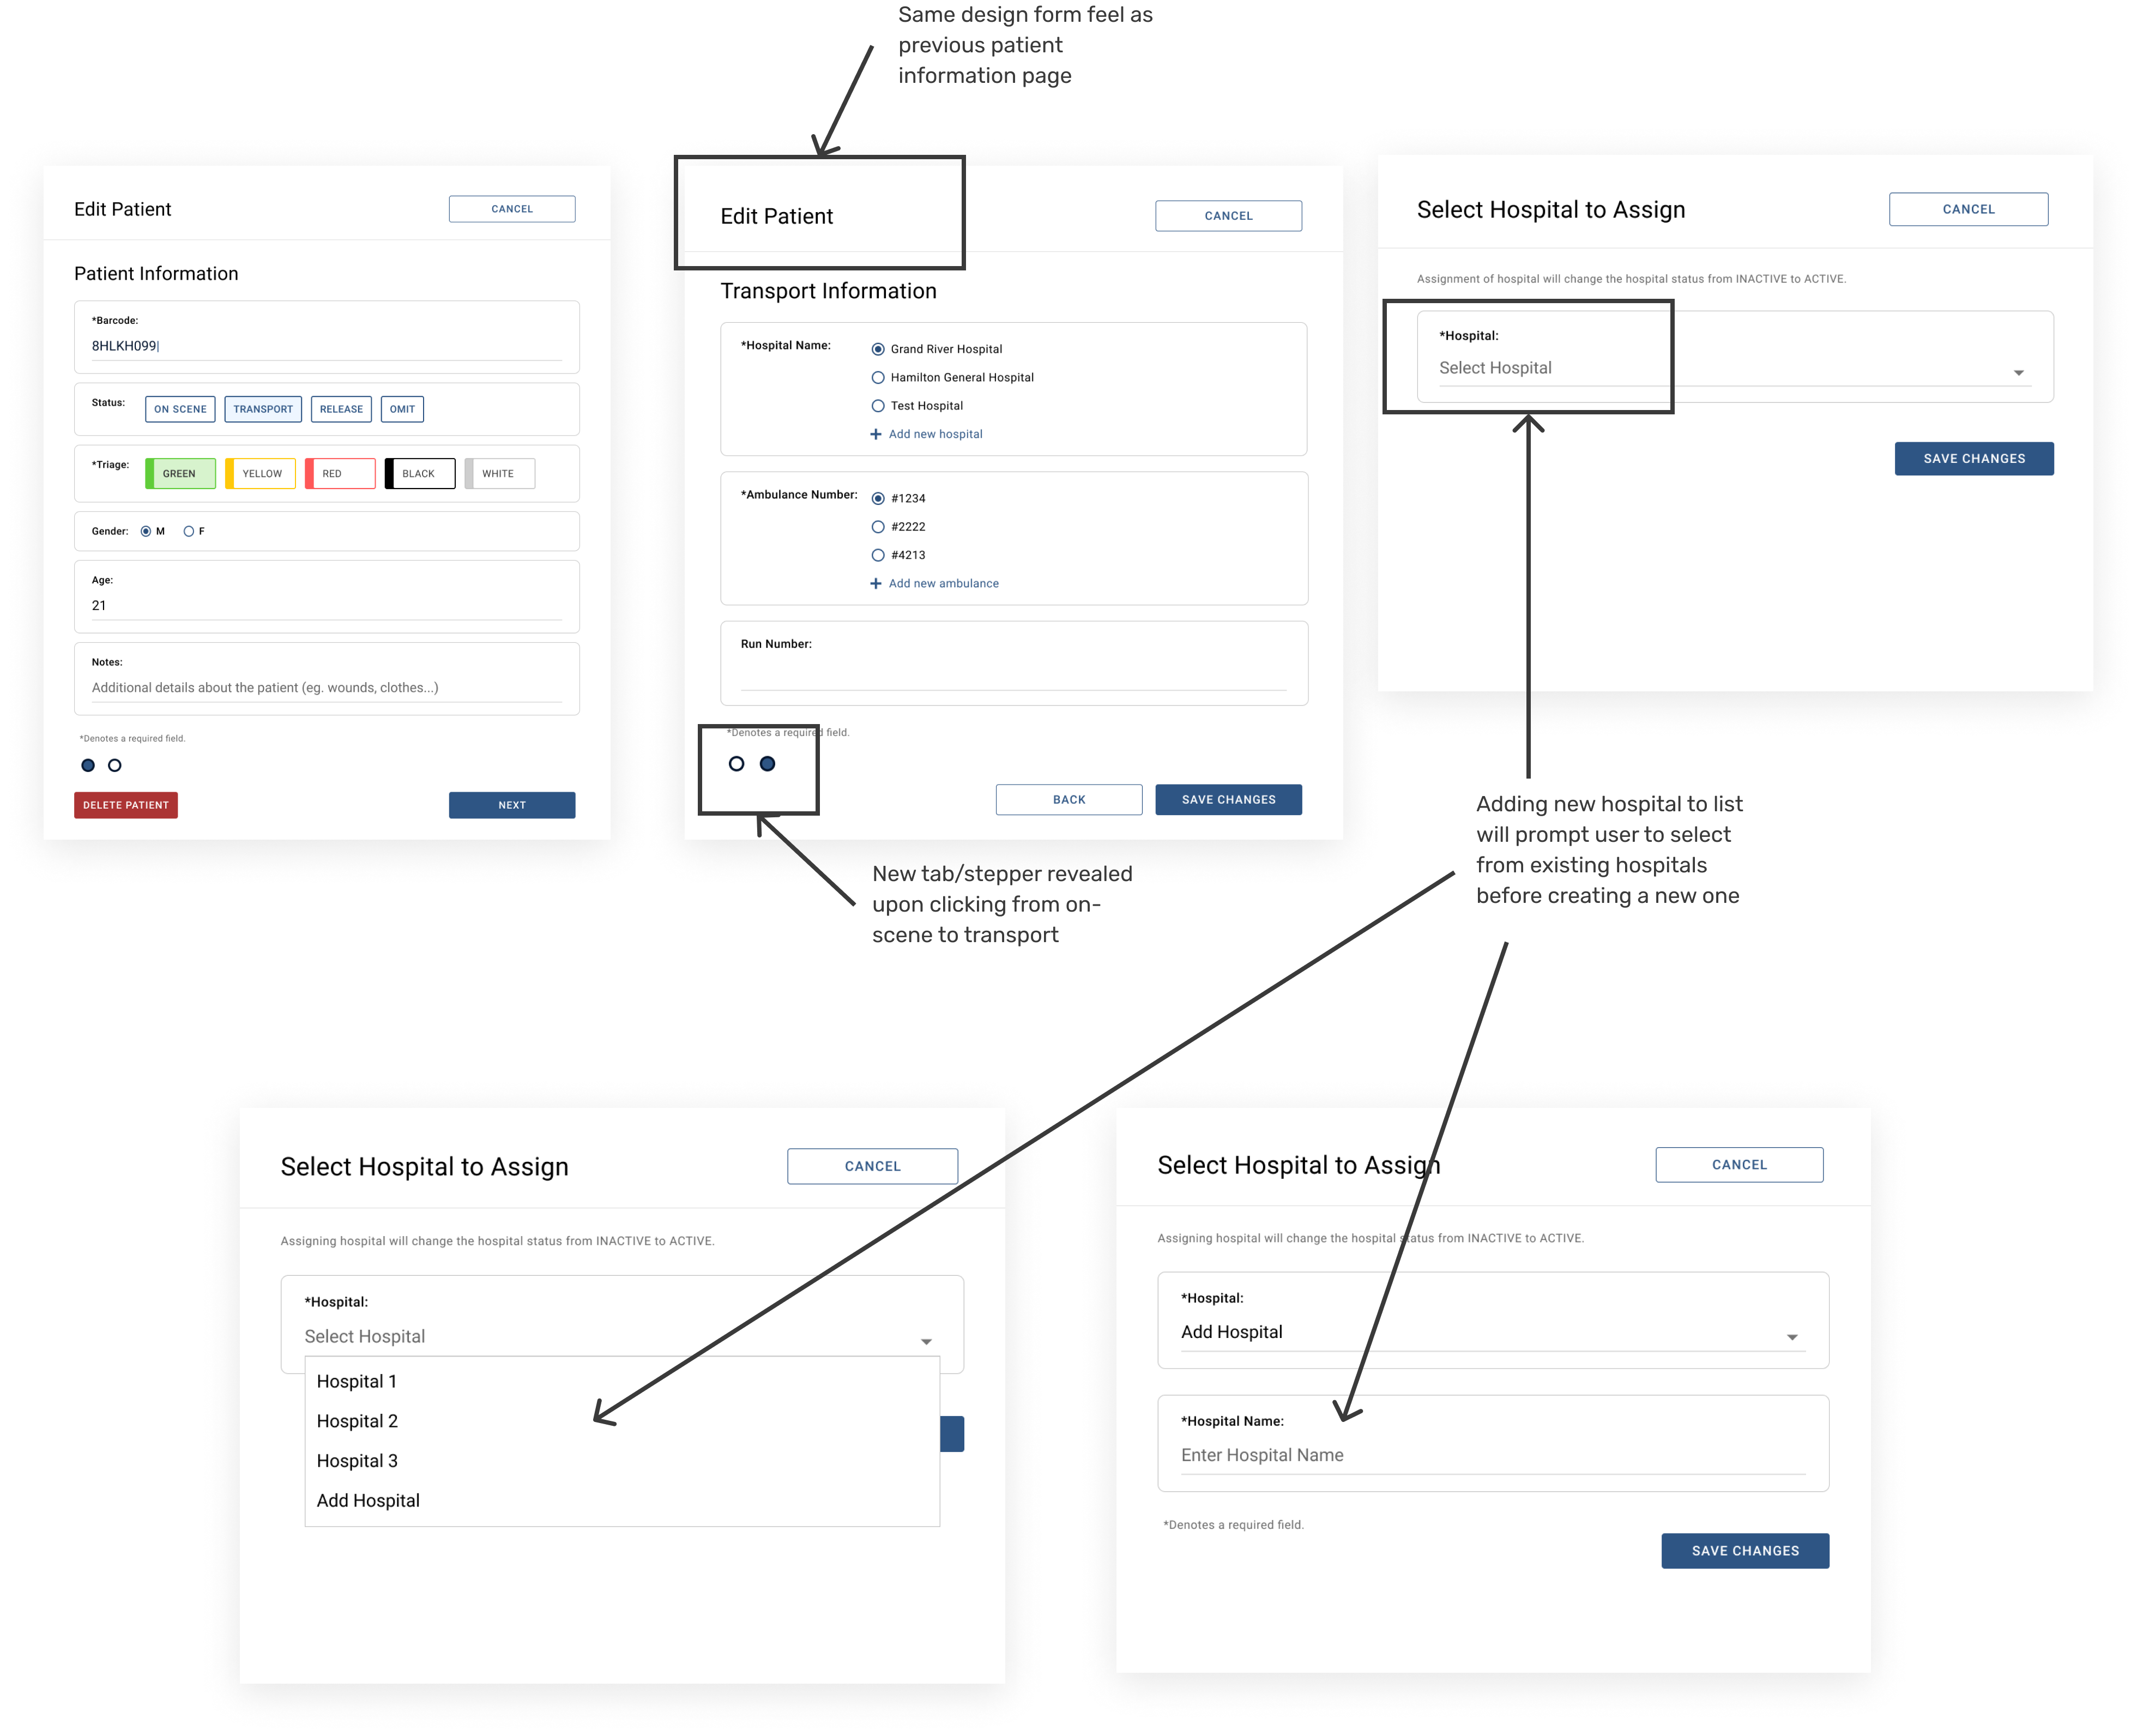 Same design form feel as
previous patient
information page
Edit Patient
CANCEL
Patient Information
*Barcode:
8HLKH099
Status:
ON SCENE
TRANSPORT
RELEASE
OMIT
*Triage:
GREEN
YELLOW
RED
BLACK
WHITE
Gender:
M
F
Age:
21
Notes:
Additional details about the patient (eg. wounds, clothes...)
*Denotes a required field.
DELETE PATIENT
NEXT
Edit Patient
CANCEL
Transport Information
*Hospital Name:
Grand River Hospital
Hamilton General Hospital
Test Hospital
+ Add new hospital
*Ambulance Number:
#1234
#2222
#4213
+ Add new ambulance
Run Number:
*Denotes a required field.
BACK
SAVE CHANGES
New tab/stepper revealed
upon clicking from on-
scene to transport
Select Hospital to Assign
CANCEL
Assignment of hospital will change the hospital status from INACTIVE to ACTIVE.
*Hospital:
Select Hospital
SAVE CHANGES
Adding new hospital to list
will prompt user to select
from existing hospitals
before creating a new one
Select Hospital to Assign
CANCEL
Assigning hospital will change the hospital status from INACTIVE to ACTIVE.
*Hospital:
Select Hospital
Hospital 1
Hospital 2
Hospital 3
Add Hospital
Select Hospital to Assign
CANCEL
Assigning hospital will change the hospital status from INACTIVE to ACTIVE.
*Hospital:
Add Hospital
*Hospital Name:
Enter Hospital Name
*Denotes a required field.
SAVE CHANGES